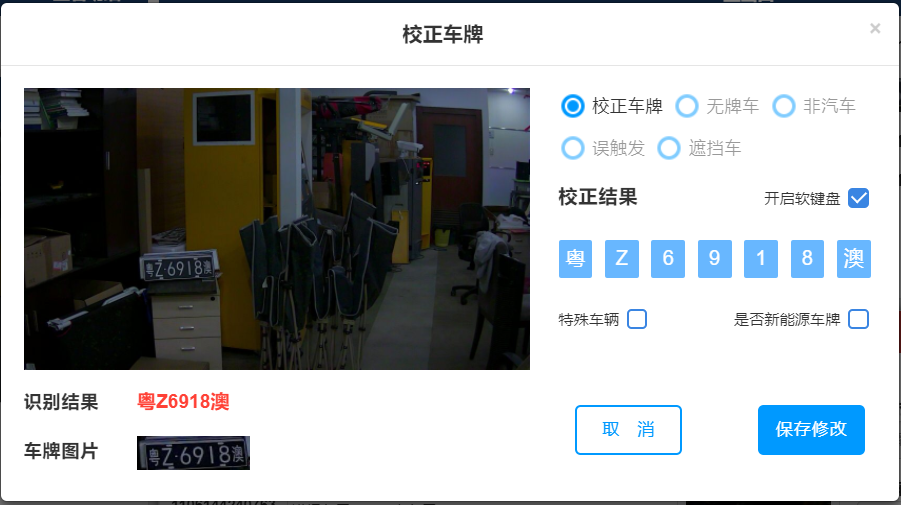 校正车牌
×
校正车牌 无牌车 非汽车
误触发 遮挡车
校正结果 开启软键盘
粤 Z 6 9 1 8 澳
特殊车辆 是否新能源车牌
粤Z·6918澳
识别结果 粤Z6918澳
车牌图片 粤Z·6918澳
取 消 保存修改